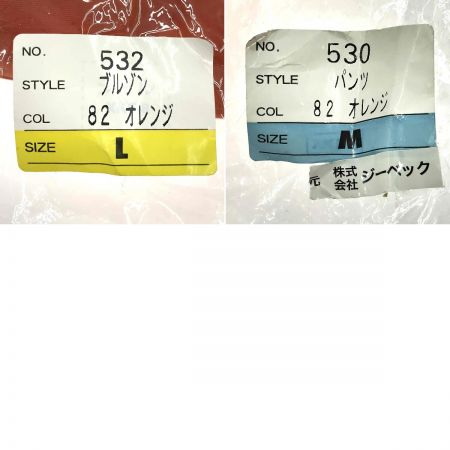 NO. 532
STYLE ブルゾン
COL 82 オレンジ
SIZE L
NO. 530
STYLE パンツ
COL 82 オレンジ
SIZE M
元 株式会社 ジーベック